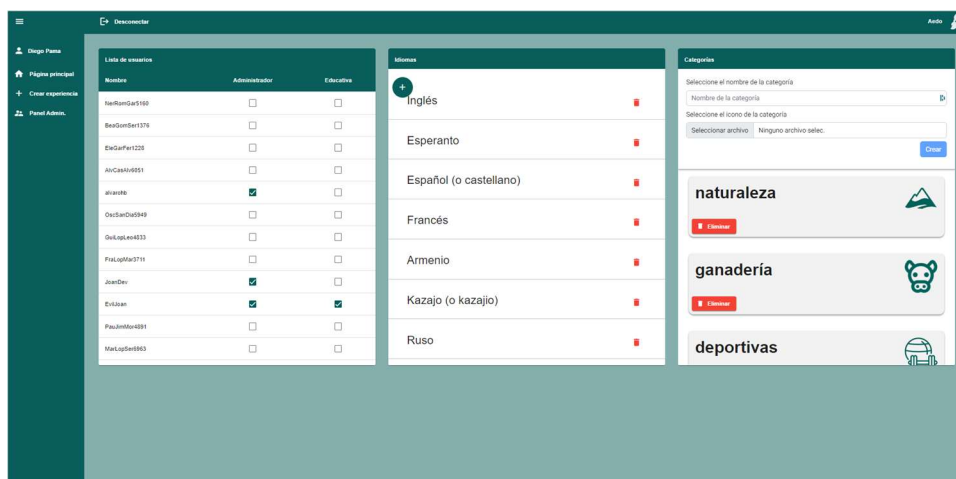 Desconectar
Aedo
Diego Pama
Página principal
Crear experiencia
Panel Admin.
Lista de usuarios
Nombre Administrador Educativa
NerRomGar5160
BeaGomSer1376
EleGarFer1228
AlvCasAlv6951
alvarohb
OscSanDia5949
GuiLopLeo4833
FraLopMar3711
JoanDev
EvilJoan
PauJimMor4091
MarLopSer6963
Idiomas
+
Inglés
Esperanto
Español (o castellano)
Francés
Armenio
Kazajo (o kazajio)
Ruso
Categorías
Seleccione el nombre de la categoría
Nombre de la categoría
Seleccione el icono de la categoría
Seleccionar archivo Ninguno archivo selec.
Crear
naturaleza
Eliminar
ganadería
Eliminar
deportivas